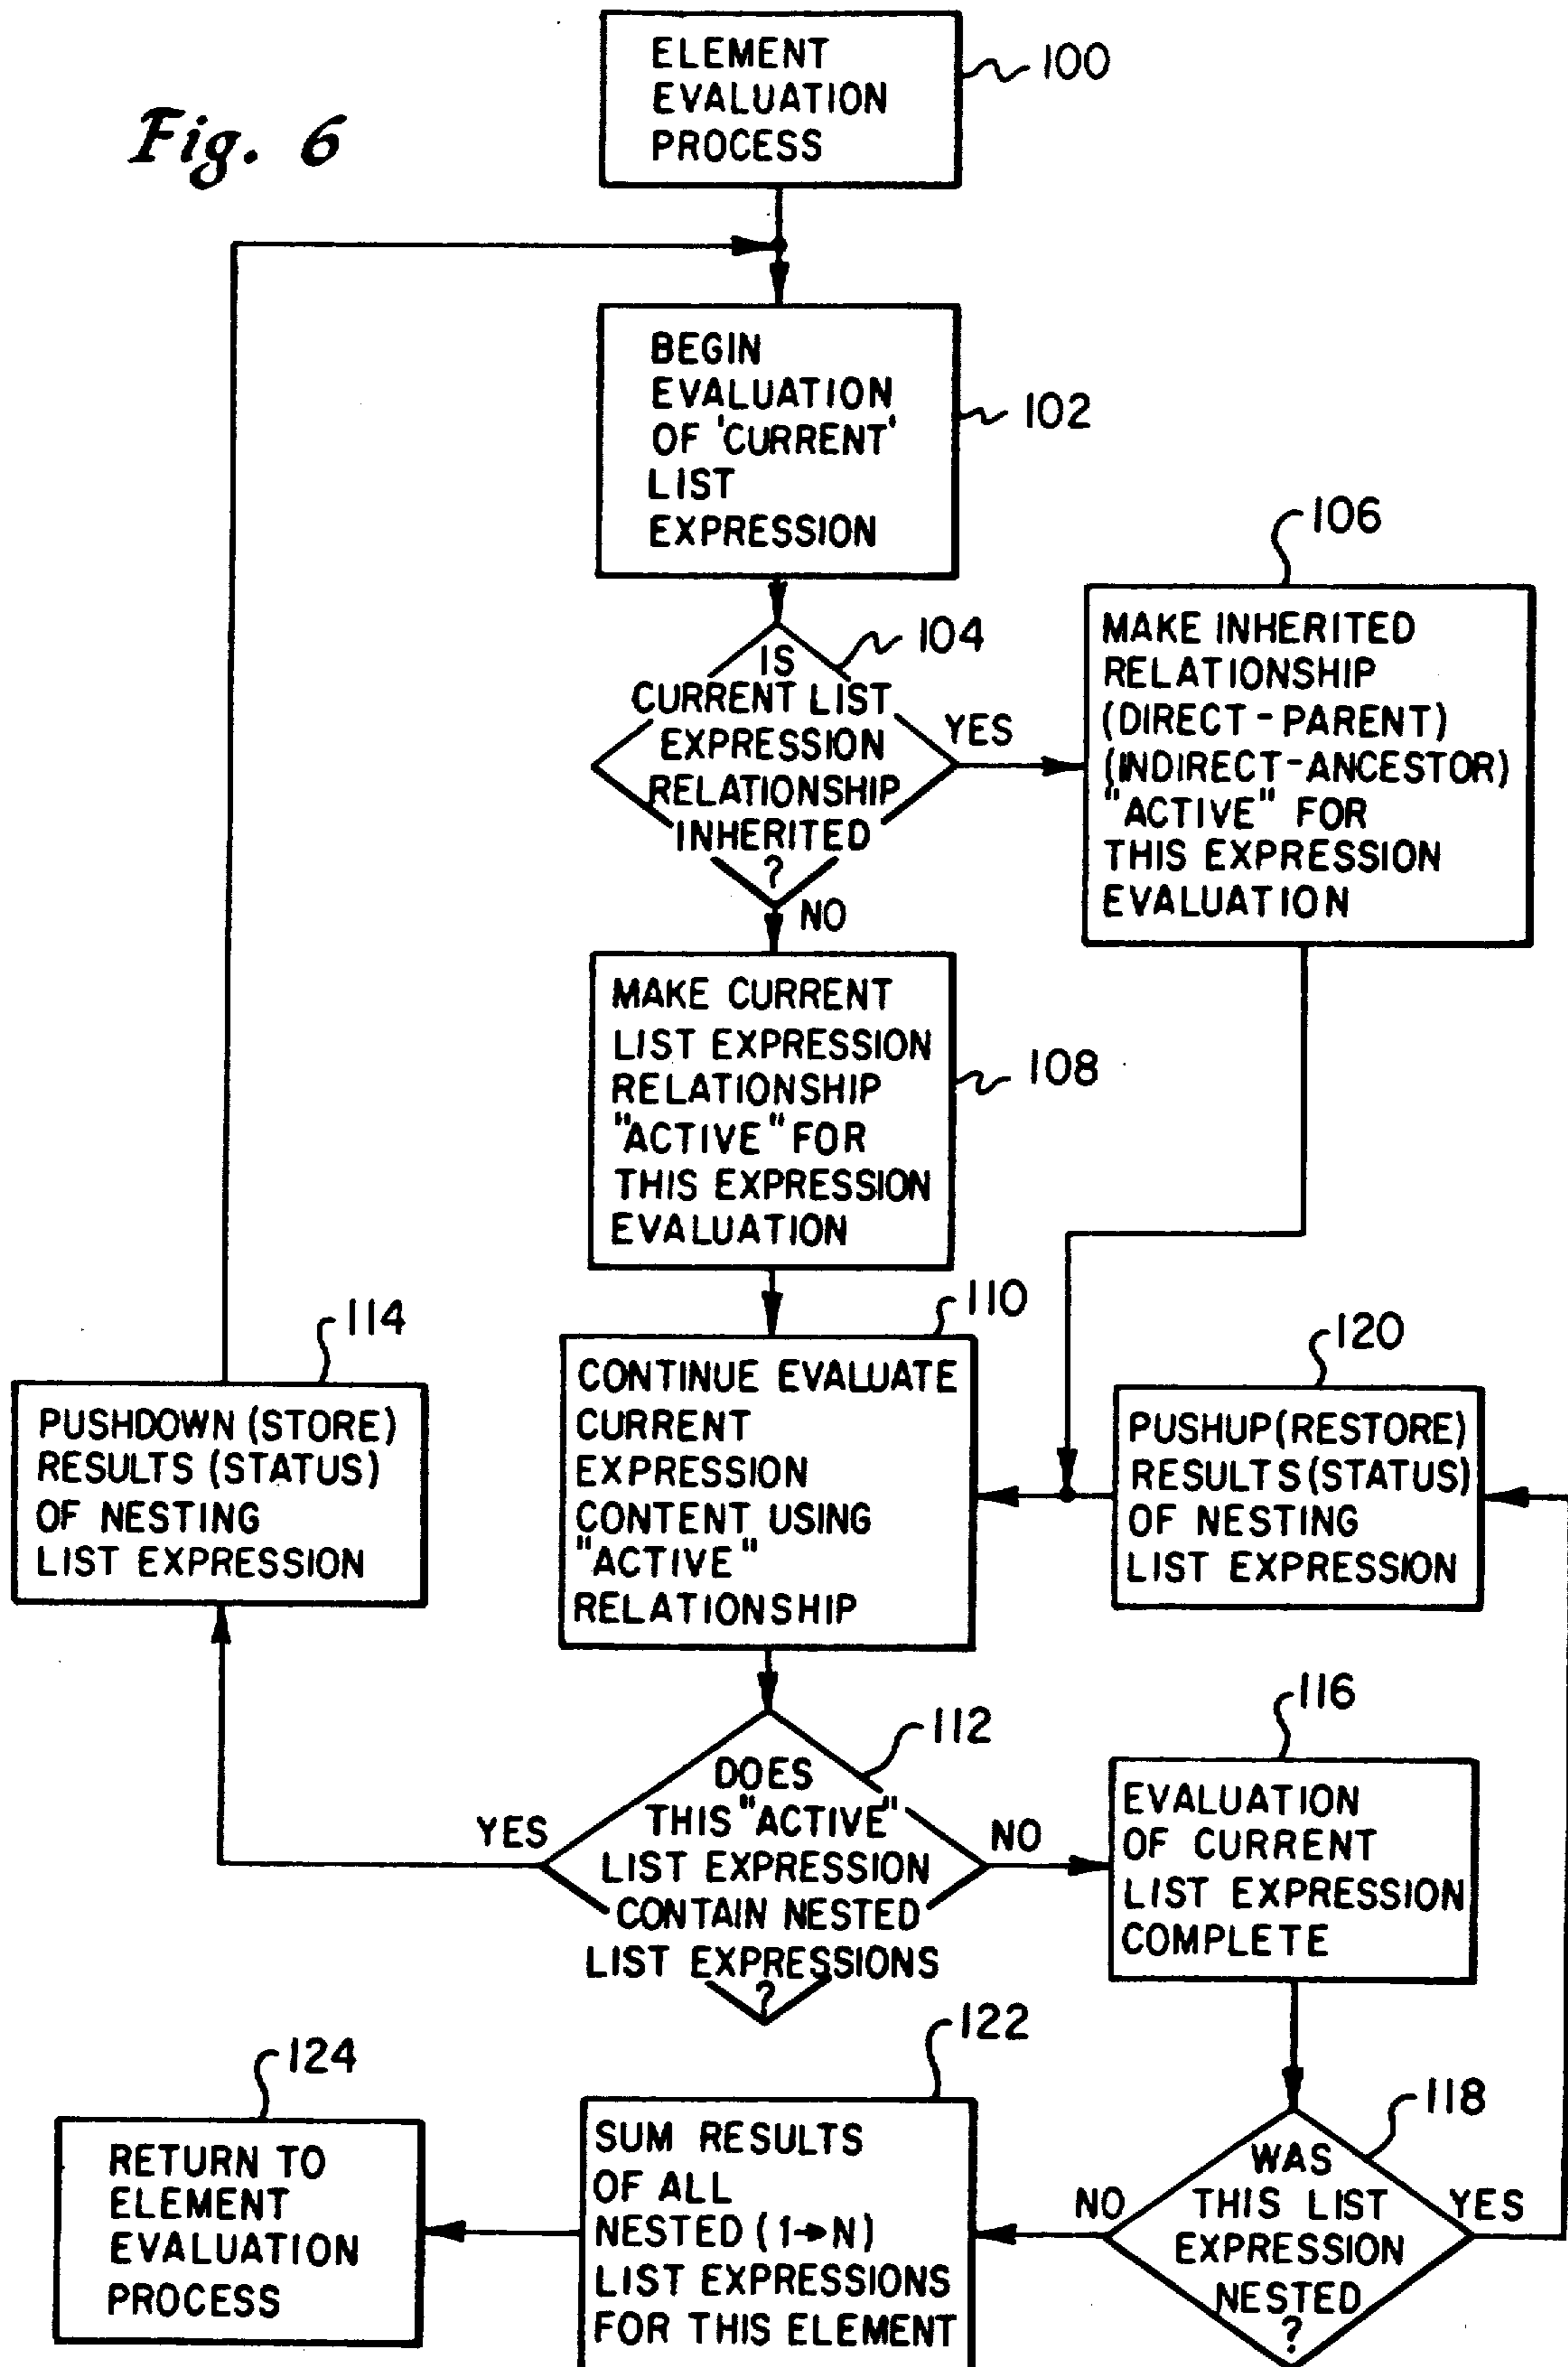 Fig. 6
ELEMENT
EVALUATION
PROCESS
100
BEGIN
EVALUATION
OF 'CURRENT'
LIST
EXPRESSION
102
IS
CURRENT LIST
EXPRESSION
RELATIONSHIP
INHERITED
?
104
YES
NO
106
MAKE INHERITED
RELATIONSHIP
(DIRECT-PARENT)
(INDIRECT-ANCESTOR)
"ACTIVE" FOR
THIS EXPRESSION
EVALUATION
MAKE CURRENT
LIST EXPRESSION
RELATIONSHIP
"ACTIVE" FOR
THIS EXPRESSION
EVALUATION
108
110
CONTINUE EVALUATE
CURRENT
EXPRESSION
CONTENT USING
"ACTIVE"
RELATIONSHIP
114
PUSHDOWN (STORE)
RESULTS (STATUS)
OF NESTING
LIST EXPRESSION
120
PUSHUP (RESTORE)
RESULTS (STATUS)
OF NESTING
LIST EXPRESSION
112
DOES
THIS "ACTIVE"
LIST EXPRESSION
CONTAIN NESTED
LIST EXPRESSIONS
?
YES
NO
116
EVALUATION
OF CURRENT
LIST EXPRESSION
COMPLETE
118
WAS
THIS LIST
EXPRESSION
NESTED
?
NO
YES
122
SUM RESULTS
OF ALL
NESTED (1→N)
LIST EXPRESSIONS
FOR THIS ELEMENT
124
RETURN TO
ELEMENT
EVALUATION
PROCESS